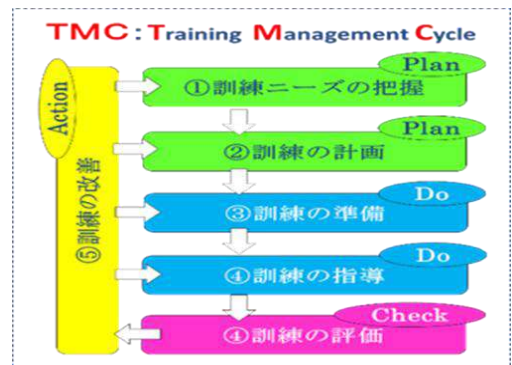 TMC : Training Management Cycle
Plan
①訓練ニーズの把握
Plan
②訓練の計画
Do
③訓練の準備
Do
④訓練の指導
Check
④訓練の評価
Action
⑤訓練の改善